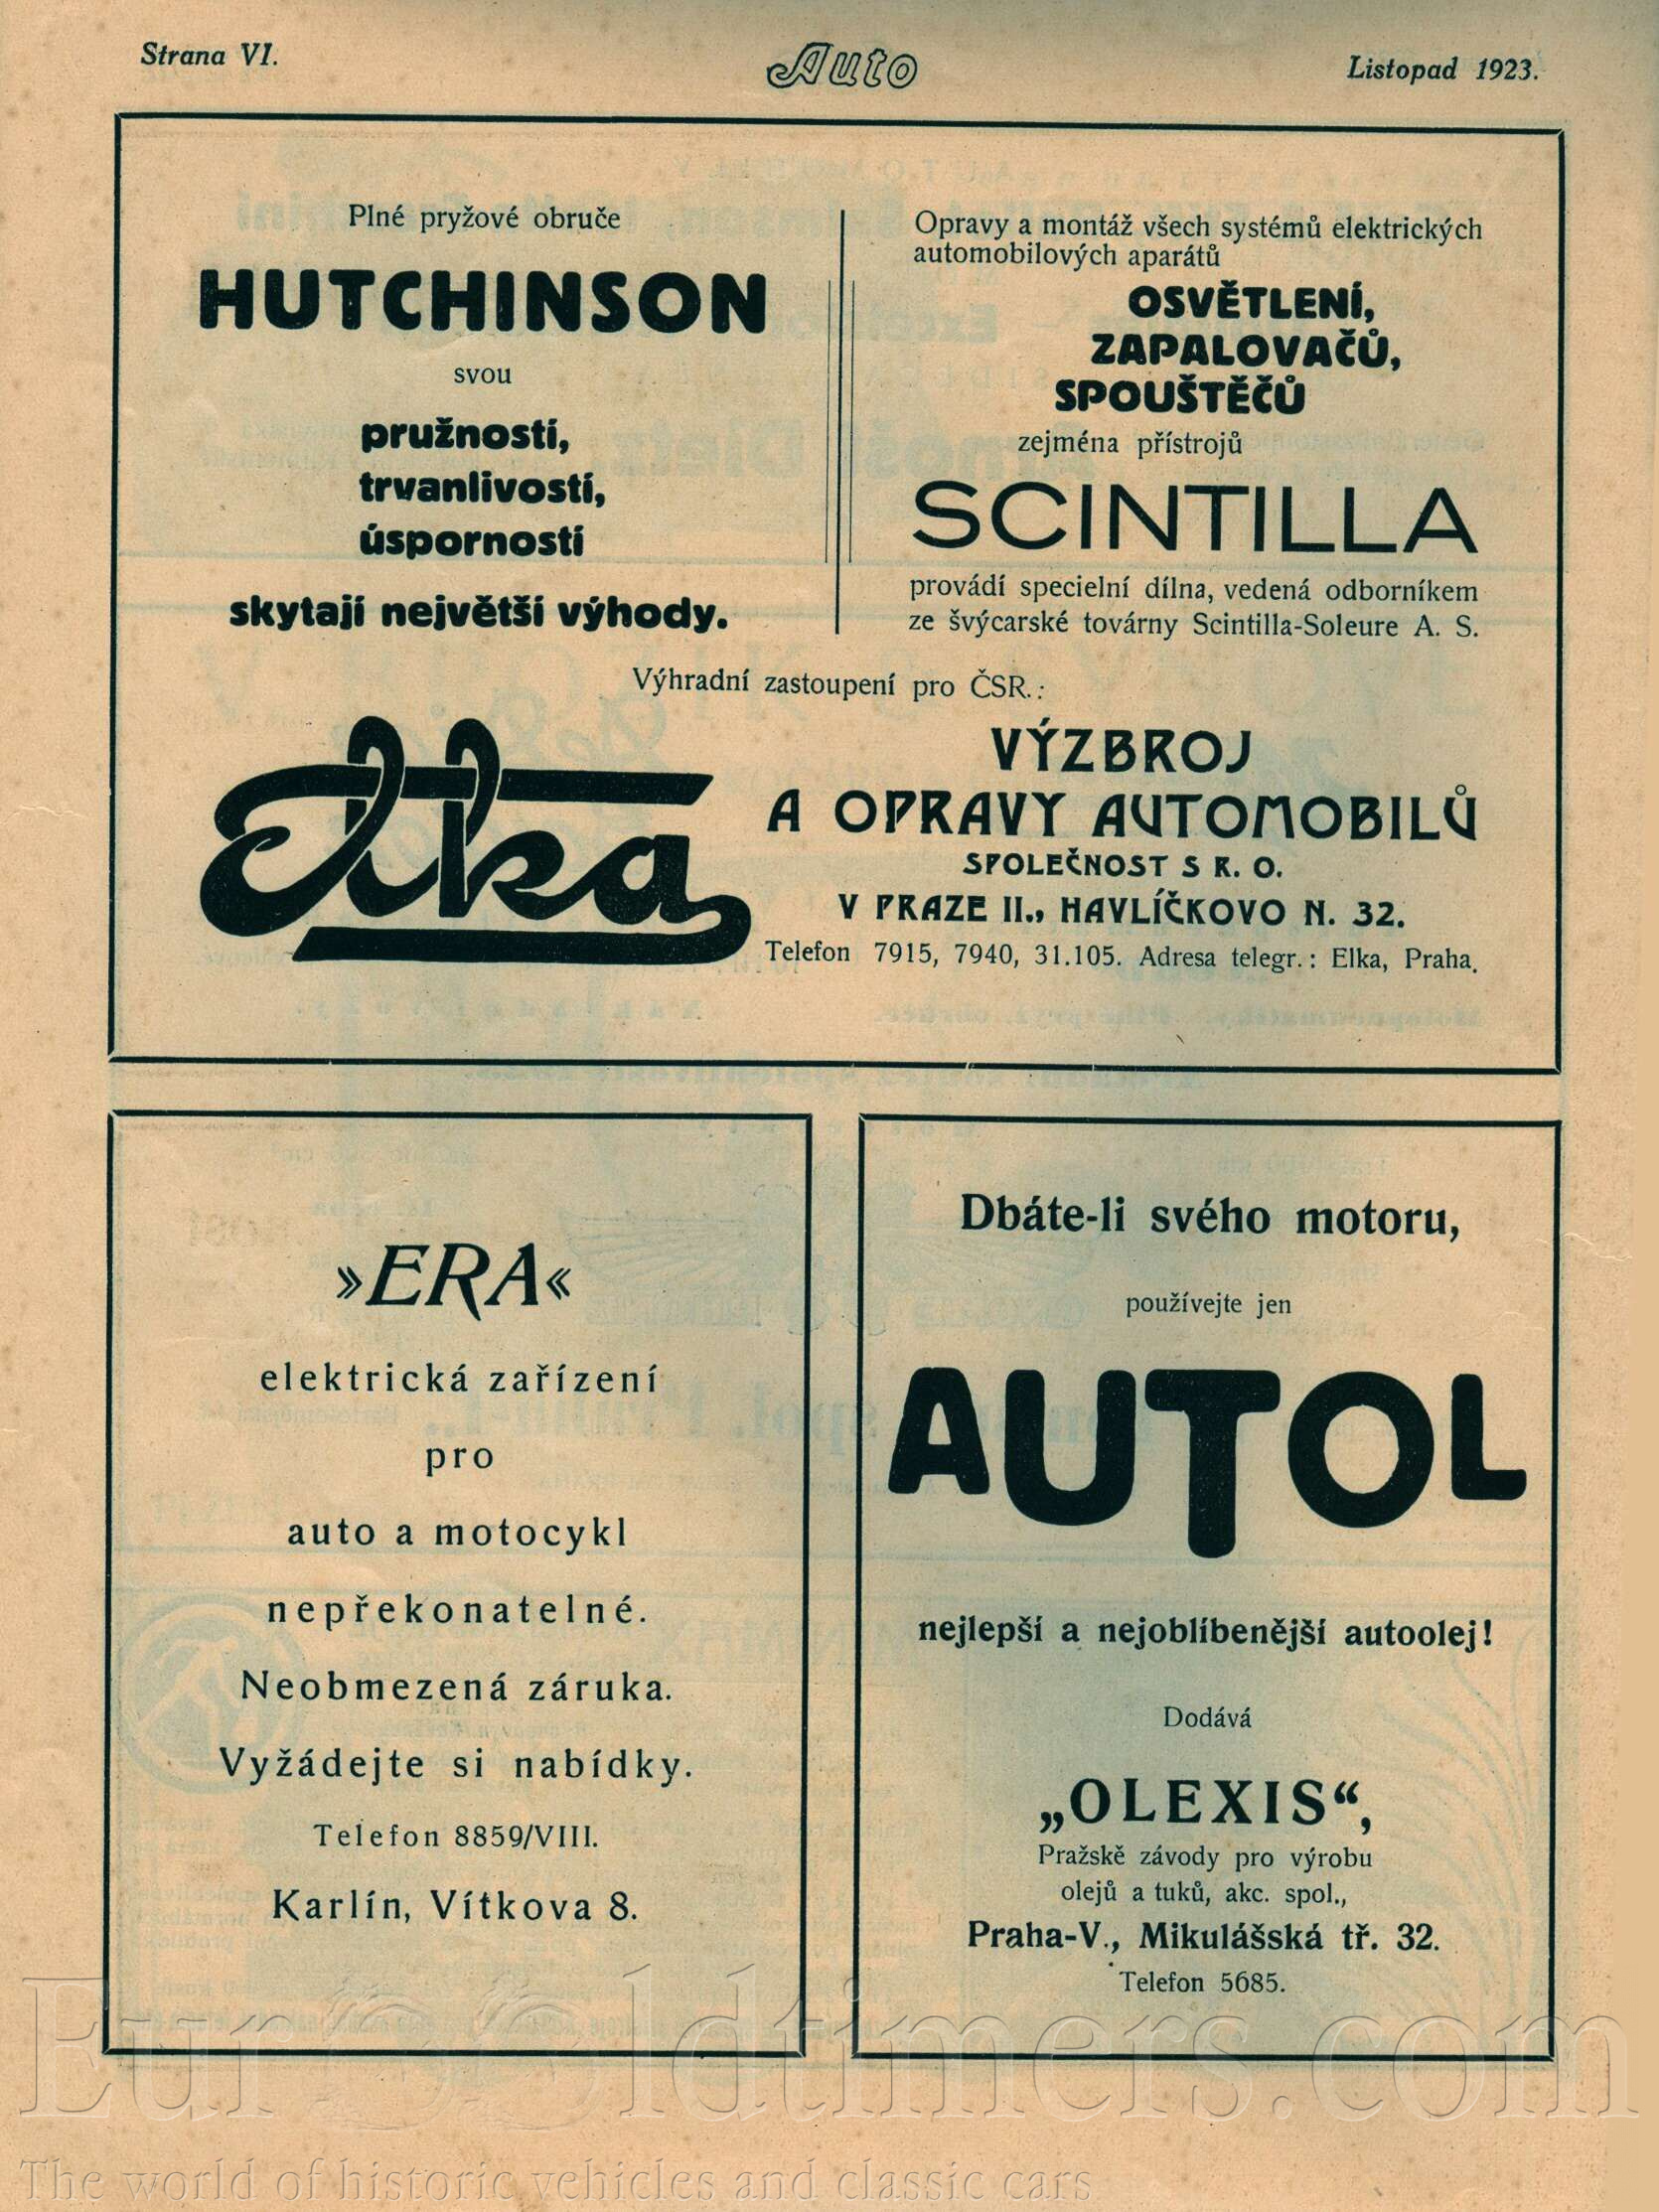 Strana VI.
Auto
Listopad 1923.
Plné pryžové obruče
HUTCHINSON
svou
pružností,
trvanlivostí,
úsporností
skytají největší výhody.
Opravy a montáž všech systémů elektrických
automobilových aparátů
OSVĚTLENÍ,
ZAPALOVAČŮ,
SPOUŠTĚČŮ
zejména přístrojů
SCINTILLA
provádí specielní dílna, vedená odborníkem
ze švýcarské továrny Scintilla-Soleure A. S.
Výhradní zastoupení pro ČSR.:
Elka
VÝZBROJ
A OPRAVY AUTOMOBILŮ
SPOLEČNOST S R. O.
V PRAZE II., HAVLÍČKOVO N. 32.
Telefon 7915, 7940, 31.105. Adresa telegr.: Elka, Praha.
»ERA«
elektrická zařízení
pro
auto a motocykl
nepřekonatelné.
Neobmezená záruka.
Vyžádejte si nabídky.
Telefon 8859/VIII.
Karlín, Vítkova 8.
Dbáte-li svého motoru,
používejte jen
AUTOL
nejlepší a nejoblíbenější autoolej!
Dodává
„OLEXIS“,
Pražskě závody pro výrobu
olejů a tuků, akc. spol.,
Praha-V., Mikulášská tř. 32.
Telefon 5685.
EuroOldtimers.com
The world of historic vehicles and classic cars